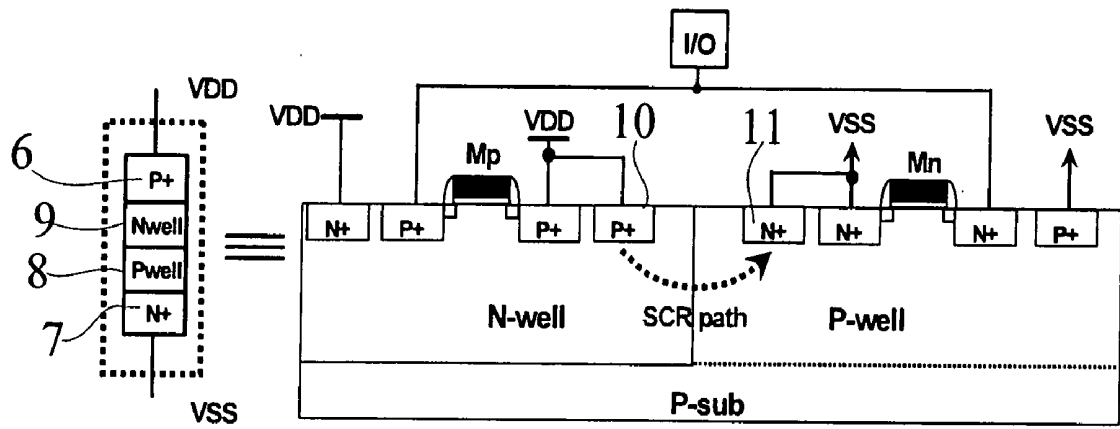 I/O
VDD
VDD
VDD
10
11
VSS
VSS
Mp
Mn
6
P+
9
Nwell
8
Pwell
7
N+
N+
P+
P+
P+
N+
N+
N+
P+
N-well
SCR path
P-well
VSS
P-sub